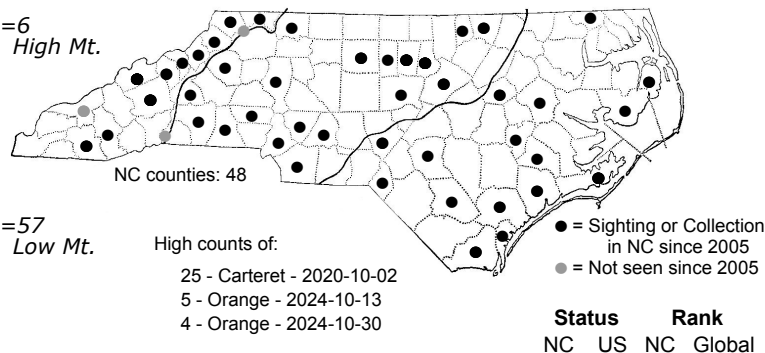 =6
High Mt.
NC counties: 48
=57
Low Mt.
High counts of:
25 - Carteret - 2020-10-02
5 - Orange - 2024-10-13
4 - Orange - 2024-10-30
● = Sighting or Collection
in NC since 2005
● = Not seen since 2005
Status Rank
NC US NC Global